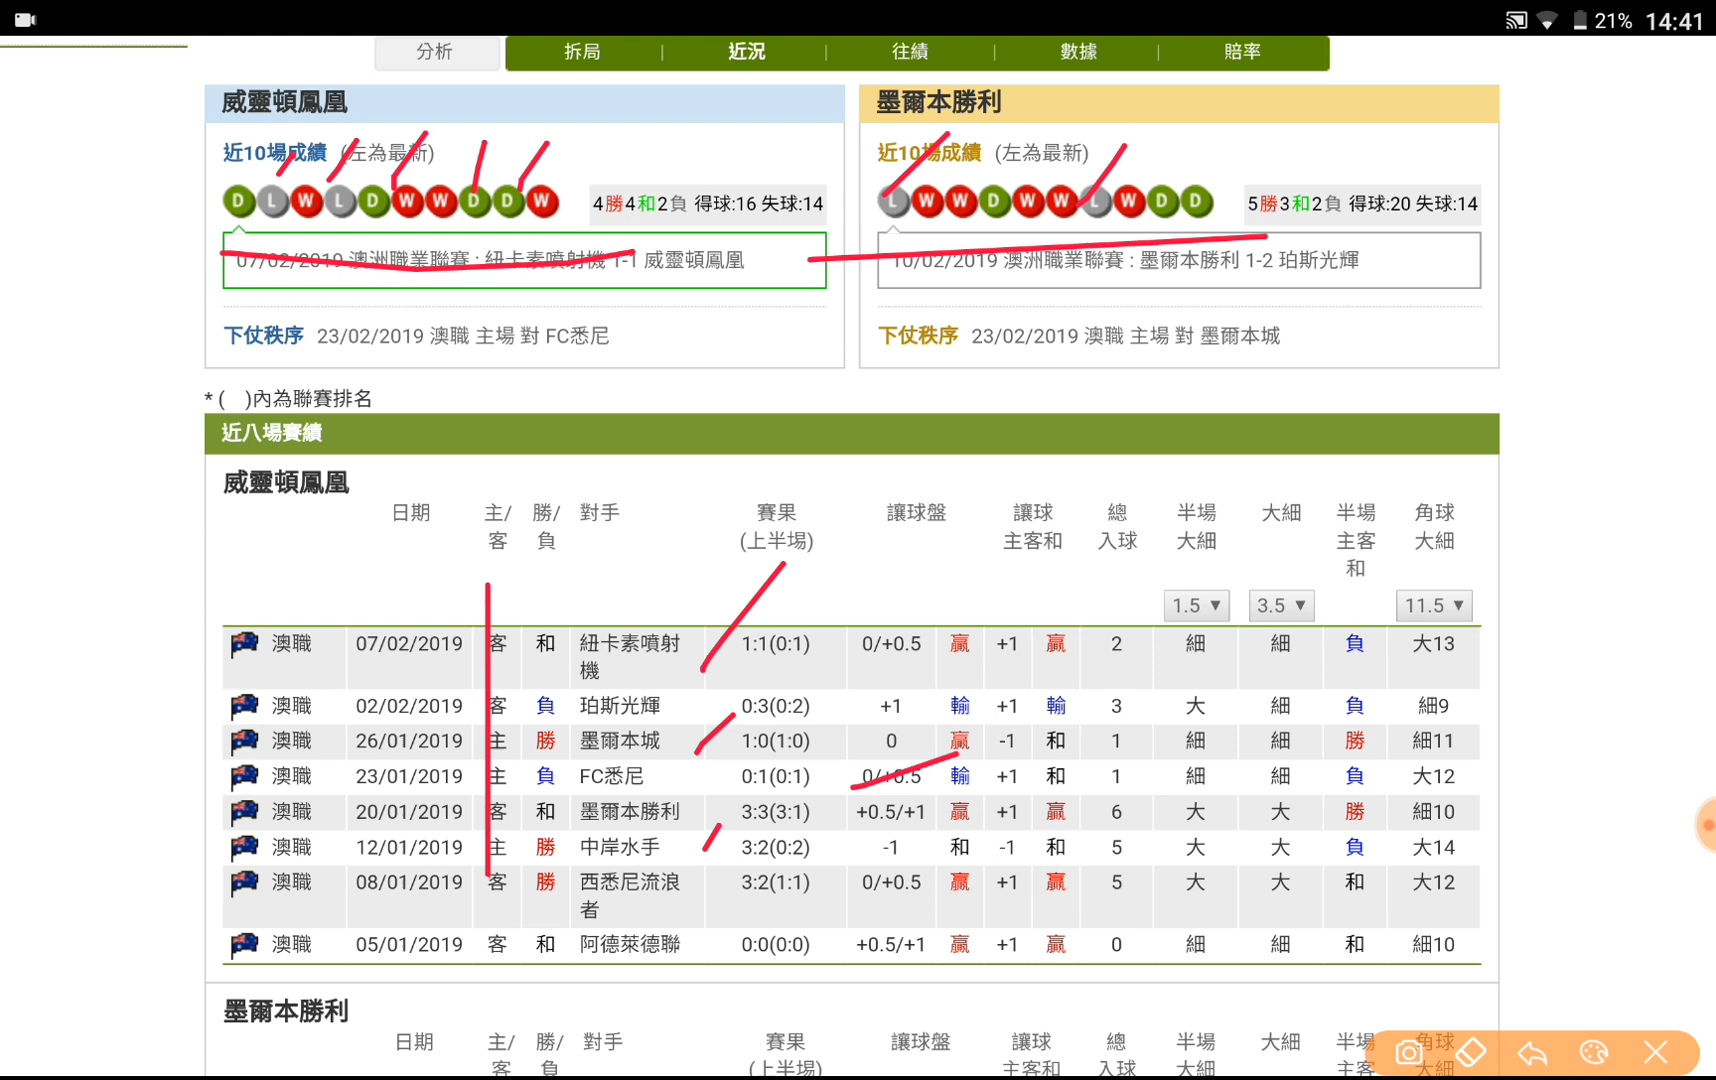 21% 14:41
分析 拆局 近況 往績 數據 賠率
威靈頓鳳凰
近10場成績 (左為最新)
D L W L D W W D D W 4勝4和2負 得球:16 失球:14
07/02/2019 澳洲職業聯賽 : 紐卡素噴射機 1-1 威靈頓鳳凰
下仗秩序 23/02/2019 澳職 主場 對 FC悉尼
墨爾本勝利
近10場成績 (左為最新)
L W W D W W L W D D 5勝3和2負 得球:20 失球:14
10/02/2019 澳洲職業聯賽 : 墨爾本勝利 1-2 珀斯光輝
下仗秩序 23/02/2019 澳職 主場 對 墨爾本城
* ( )內為聯賽排名
近八場賽績
威靈頓鳳凰
日期 主/ 勝/ 對手 賽果 讓球盤 讓球 總 半場 大細 半場 角球
客 負 (上半場) 主客和 入球 大細 主客 大細
和
1.5 ▼ 3.5 ▼ 11.5 ▼
澳職 07/02/2019 客 和 紐卡素噴射 1:1(0:1) 0/+0.5 贏 +1 贏 2 細 細 負 大13
機
澳職 02/02/2019 客 負 珀斯光輝 0:3(0:2) +1 輸 +1 輸 3 大 細 負 細9
澳職 26/01/2019 主 勝 墨爾本城 1:0(1:0) 0 贏 -1 和 1 細 細 勝 細11
澳職 23/01/2019 主 負 FC悉尼 0:1(0:1) 0/+0.5 輸 +1 和 1 細 細 負 大12
澳職 20/01/2019 客 和 墨爾本勝利 3:3(3:1) +0.5/+1 贏 +1 贏 6 大 大 勝 細10
澳職 12/01/2019 主 勝 中岸水手 3:2(0:2) -1 和 -1 和 5 大 大 負 大14
澳職 08/01/2019 客 勝 西悉尼流浪 3:2(1:1) 0/+0.5 贏 +1 贏 5 大 大 和 大12
者
澳職 05/01/2019 客 和 阿德萊德聯 0:0(0:0) +0.5/+1 贏 +1 贏 0 細 細 和 細10
墨爾本勝利
日期 主/ 勝/ 對手 賽果 讓球盤 讓球 總 半場 大細 半場 角球
客 負 (上半場) 主客和 入球 大細 主客 大細